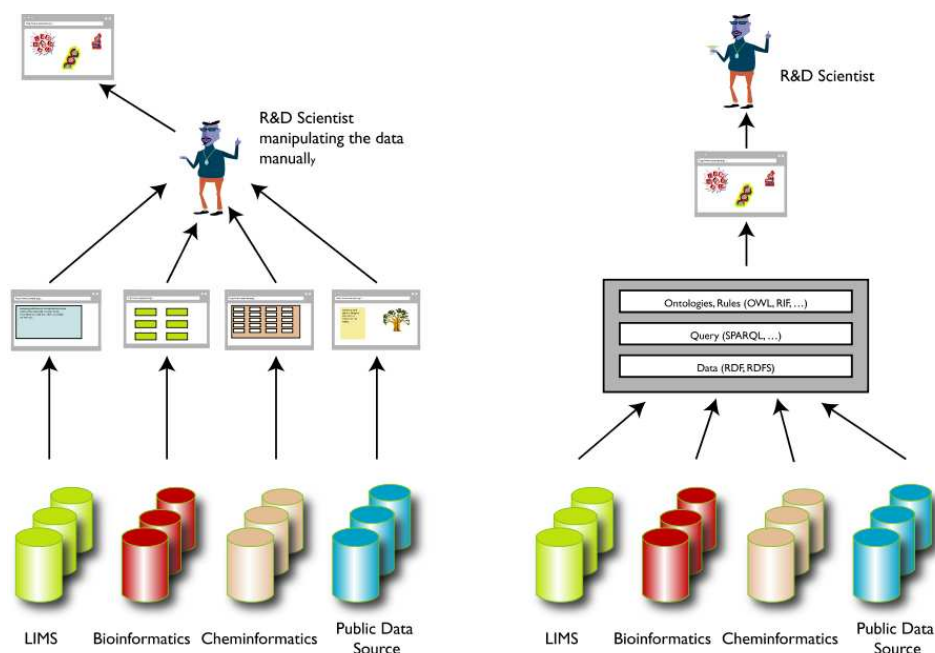 R&D Scientist
manipulating the data
manually
LIMS
Bioinformatics
Cheminformatics
Public Data
Source
R&D Scientist
Ontologies, Rules (OWL, RIF, …)
Query (SPARQL, …)
Data (RDF, RDFS)
LIMS
Bioinformatics
Cheminformatics
Public Data
Source